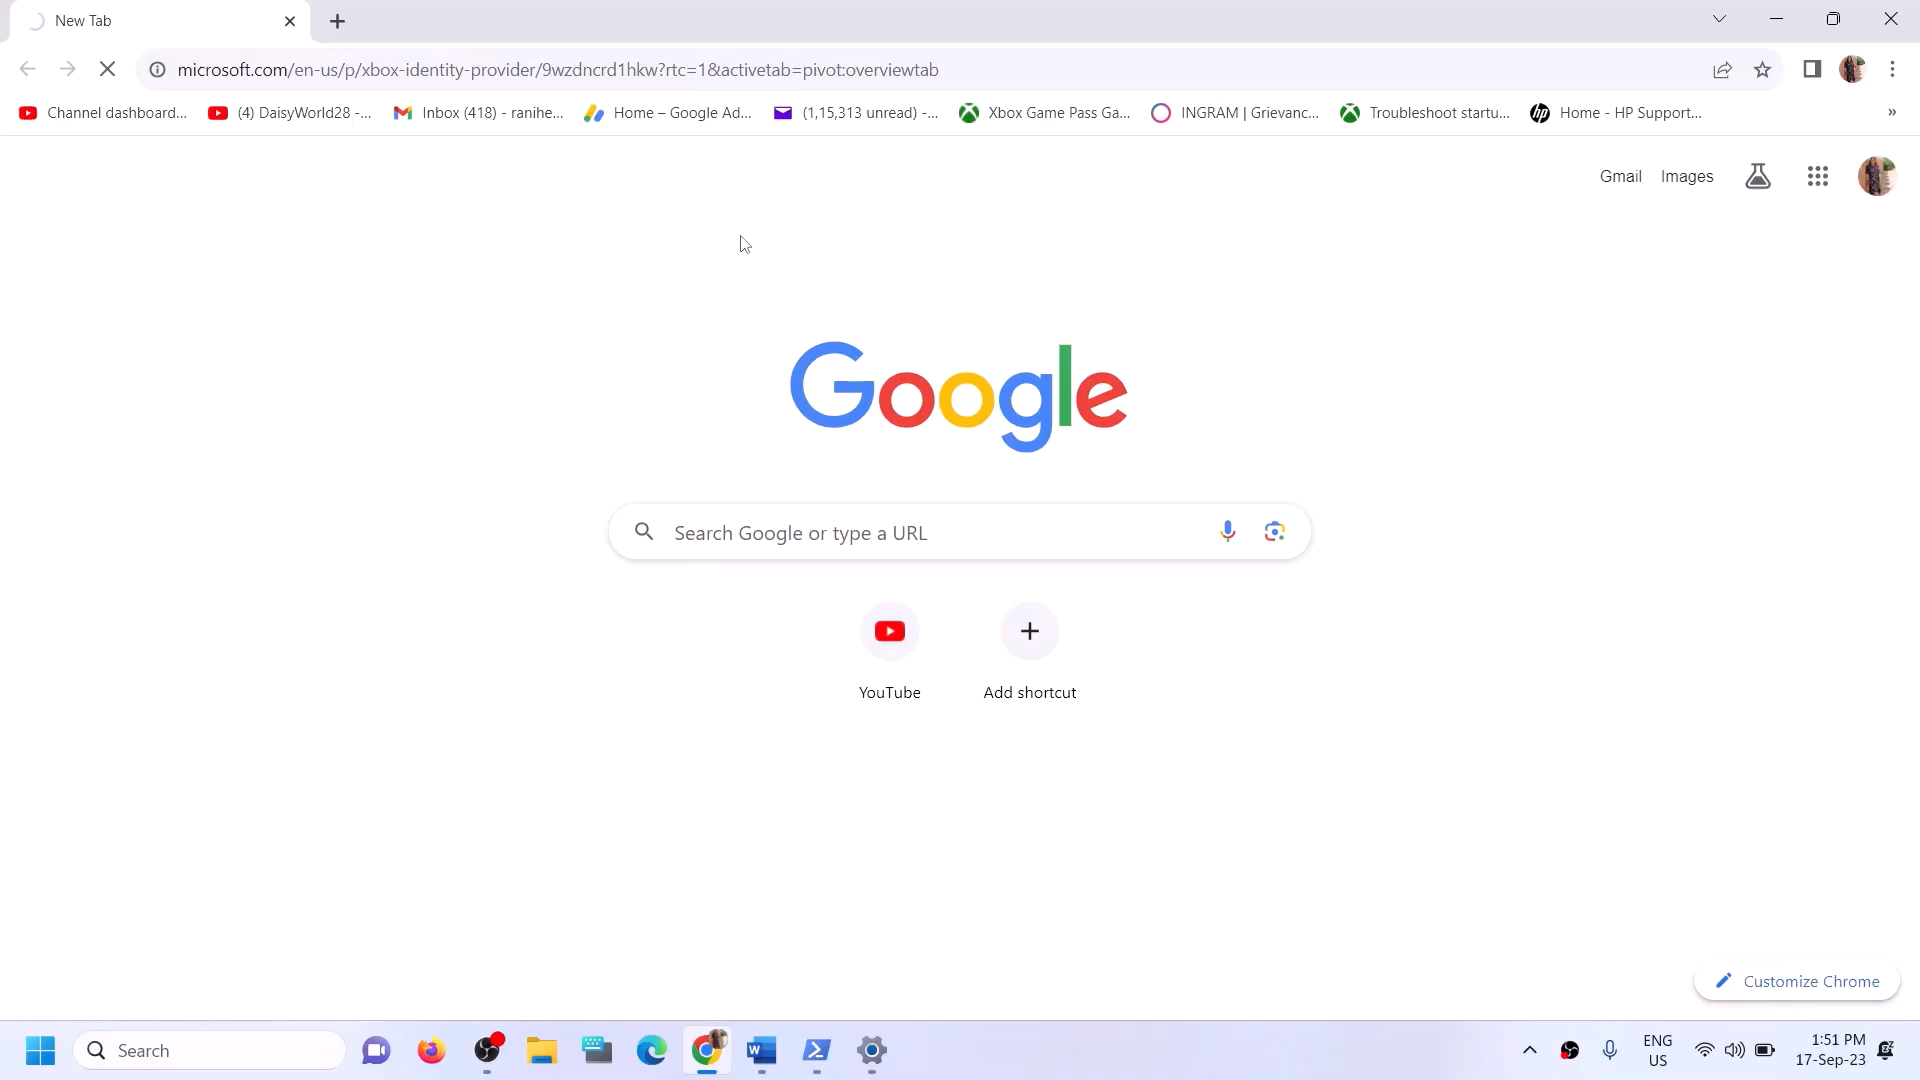 New Tab
microsoft.com/en-us/p/xbox-identity-provider/9wzdncrd1hkw?rtc=1&activetab=pivot:overviewtab
Channel dashboard... (4) DaisyWorld28 -... Inbox (418) - ranihe... Home – Google Ad... (1,15,313 unread) -... Xbox Game Pass Ga... INGRAM | Grievanc... Troubleshoot startu... hp Home - HP Support... »
Gmail Images
Google
Search Google or type a URL
YouTube Add shortcut
Customize Chrome
Search
ENG
US
1:51 PM
17-Sep-23